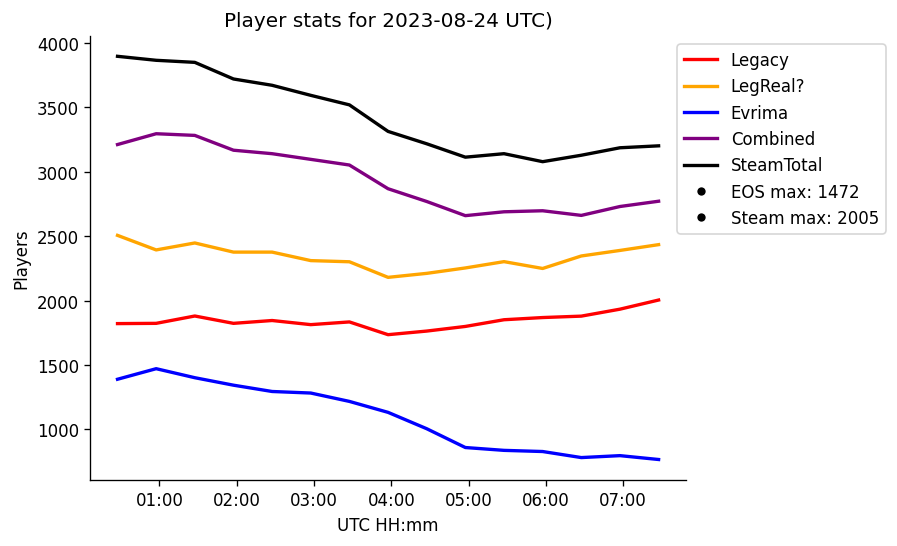 Player stats for 2023-08-24 UTC)
4000
3500
3000
2500
2000
1500
1000
Players
01:00 02:00 03:00 04:00 05:00 06:00 07:00
UTC HH:mm
Legacy
LegReal?
Evrima
Combined
SteamTotal
EOS max: 1472
Steam max: 2005